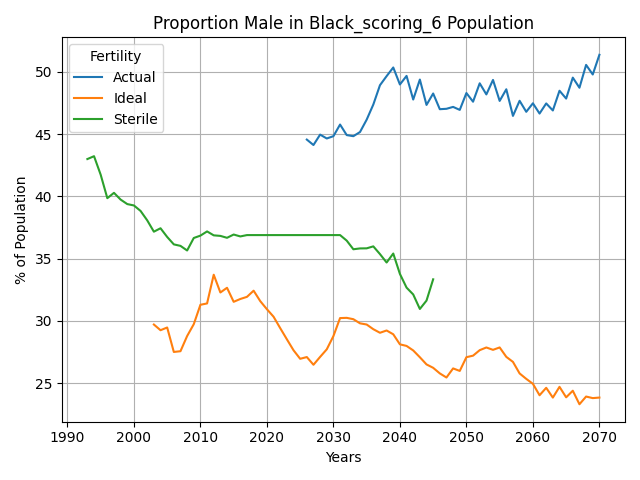 Proportion Male in Black_scoring_6 Population
Fertility
Actual
Ideal
Sterile
% of Population
50
45
40
35
30
25
1990 2000 2010 2020 2030 2040 2050 2060 2070
Years